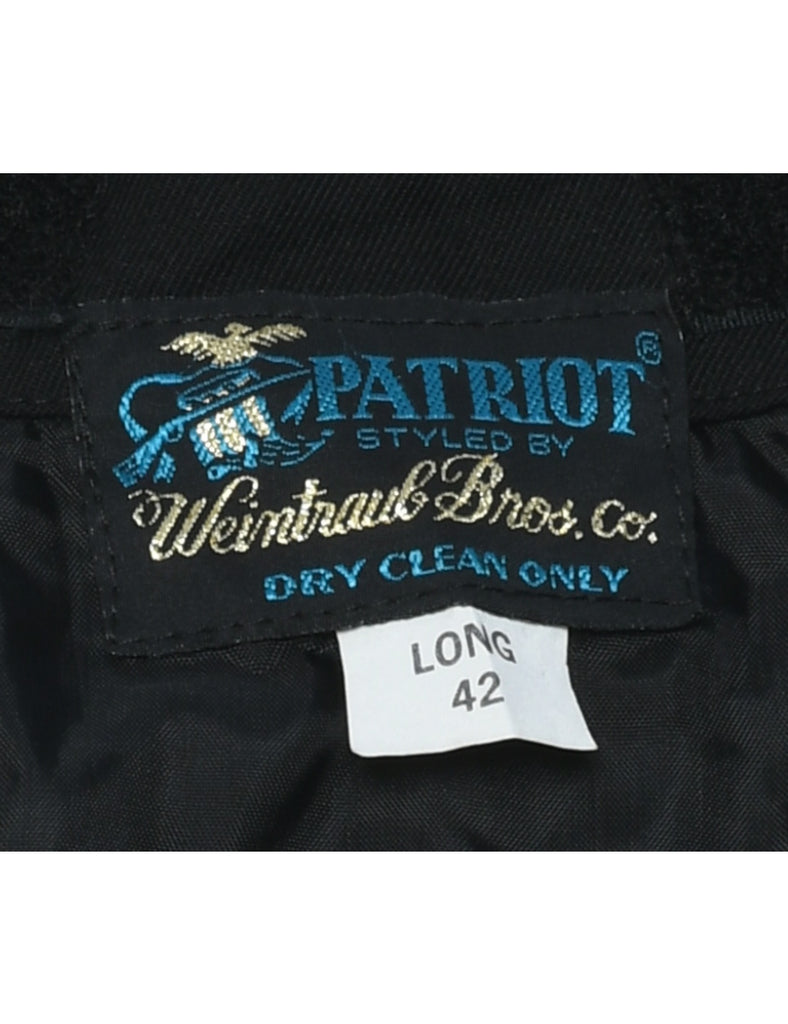 PATRIOT®
STYLED BY
Weintraub Bros. Co.
DRY CLEAN ONLY
LONG
42